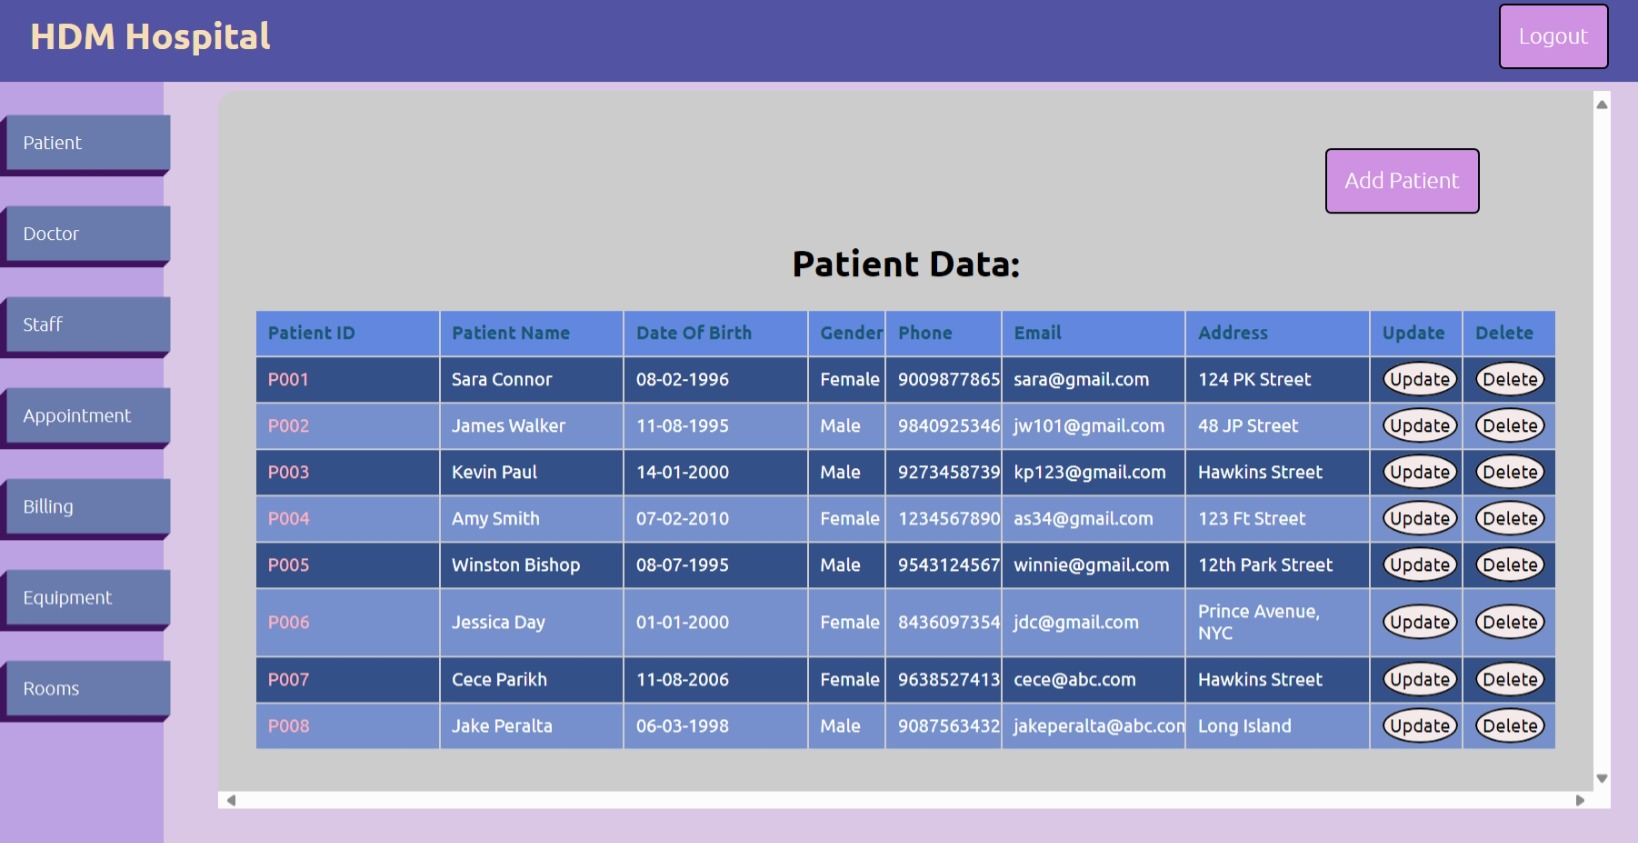 HDM Hospital
Logout
Patient
Doctor
Staff
Appointment
Billing
Equipment
Rooms
Add Patient
Patient Data:
Patient ID Patient Name Date Of Birth Gender Phone Email Address Update Delete
P001 Sara Connor 08-02-1996 Female 9009877865 sara@gmail.com 124 PK Street Update Delete
P002 James Walker 11-08-1995 Male 9840925346 jw101@gmail.com 48 JP Street Update Delete
P003 Kevin Paul 14-01-2000 Male 9273458739 kp123@gmail.com Hawkins Street Update Delete
P004 Amy Smith 07-02-2010 Female 1234567890 as34@gmail.com 123 Ft Street Update Delete
P005 Winston Bishop 08-07-1995 Male 9543124567 winnie@gmail.com 12th Park Street Update Delete
P006 Jessica Day 01-01-2000 Female 8436097354 jdc@gmail.com Prince Avenue, Update Delete
NYC
P007 Cece Parikh 11-08-2006 Female 9638527413 cece@abc.com Hawkins Street Update Delete
P008 Jake Peralta 06-03-1998 Male 9087563432 jakeperalta@abc.com Long Island Update Delete